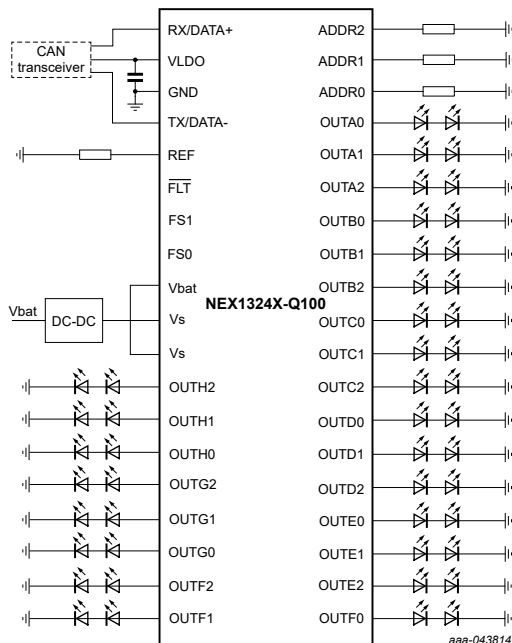 CAN
transceiver
Vbat
DC-DC
RX/DATA+
VLDO
GND
TX/DATA-
REF
FLT
FS1
FS0
Vbat
Vs
Vs
OUTH2
OUTH1
OUTH0
OUTG2
OUTG1
OUTG0
OUTF2
OUTF1
NEX1324X-Q100
ADDR2
ADDR1
ADDR0
OUTA0
OUTA1
OUTA2
OUTB0
OUTB1
OUTB2
OUTC0
OUTC1
OUTC2
OUTD0
OUTD1
OUTD2
OUTE0
OUTE1
OUTE2
OUTF0
aaa-043814